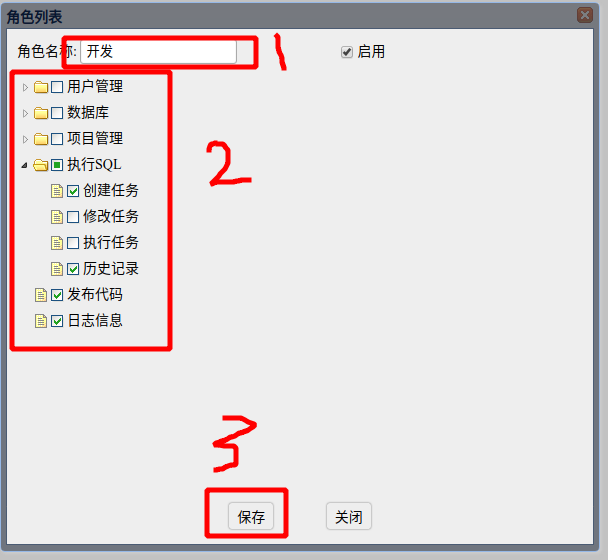 角色列表
角色名称: 开发 启用 1
用户管理
数据库
项目管理
执行SQL 2
创建任务
修改任务
执行任务
历史记录
发布代码
日志信息
3
保存 关闭